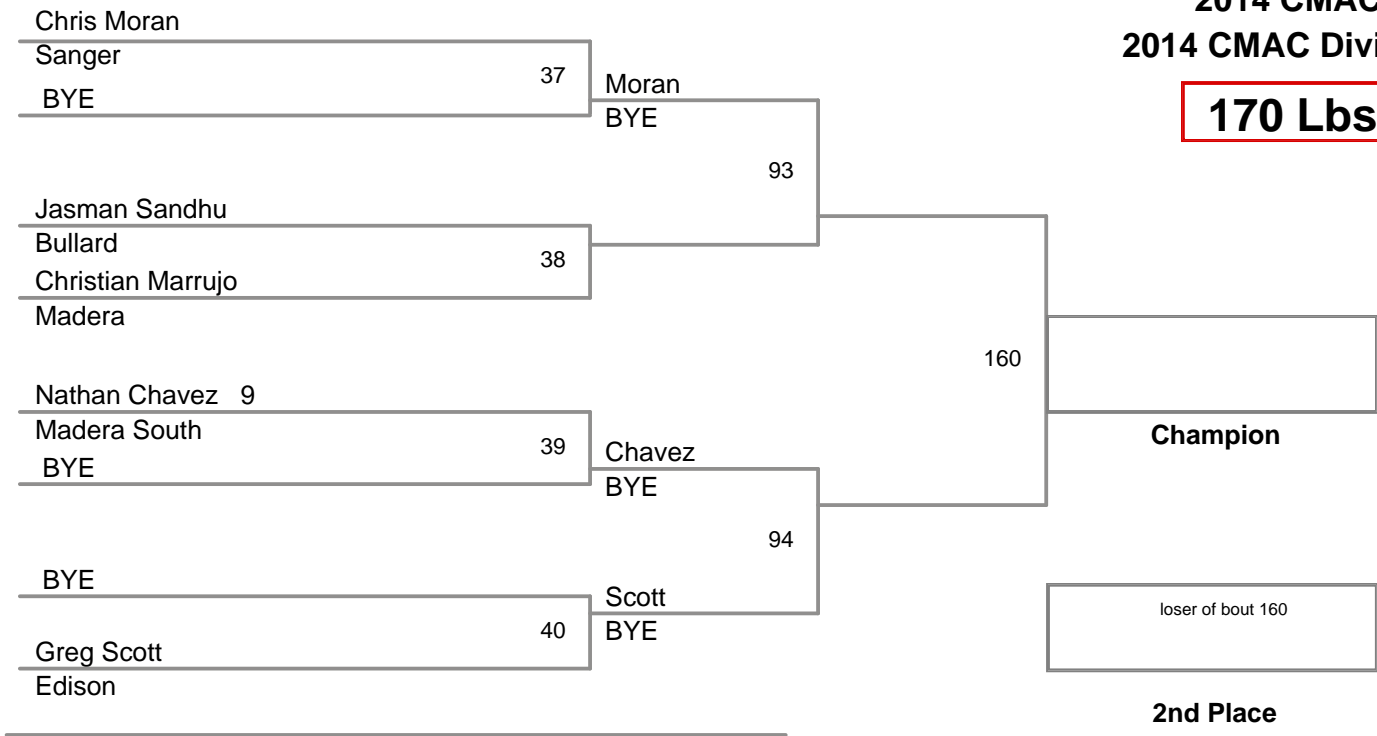 2014 CMAC
2014 CMAC Divi
170 Lbs
Chris Moran
Sanger
BYE
37
Moran
BYE
93
Jasman Sandhu
Bullard
38
Christian Marrujo
Madera
160
Nathan Chavez 9
Madera South
BYE
39
Chavez
BYE
Champion
94
BYE
40
Scott
BYE
Greg Scott
Edison
loser of bout 160
2nd Place